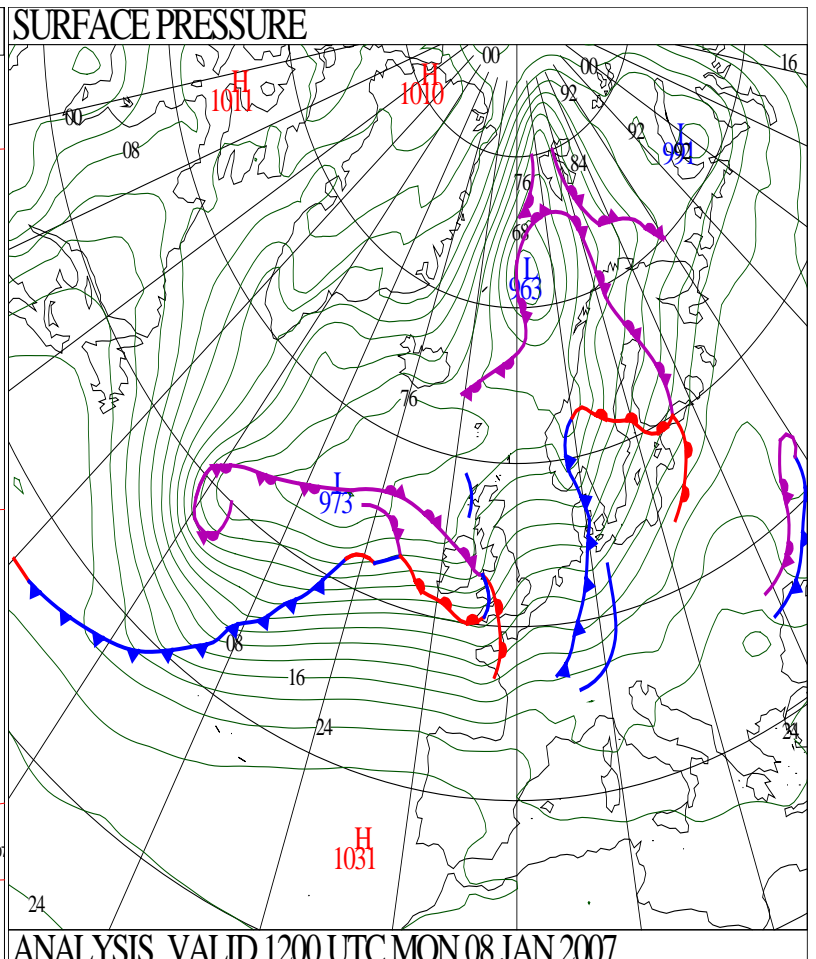 SURFACE PRESSURE
00
16
H
1011
H
1010
00
92
00
08
92
L
991
84
76
68
L
963
76
L
973
08
16
24
24
H
1031
24
ANALYSIS VALID 1200 UTC MON 08 JAN 2007